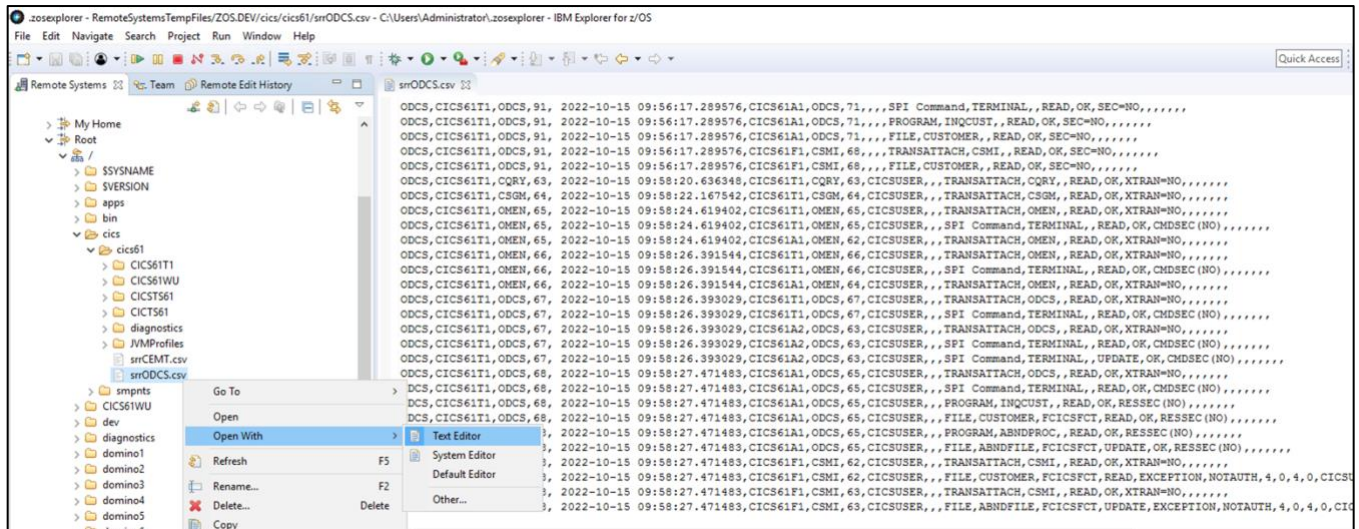 .zosexplorer - RemoteSystemsTempFiles/ZOS.DEV/cics/cics61/srrODCS.csv - C:\Users\Administrator\.zosexplorer - IBM Explorer for z/OS
File Edit Navigate Search Project Run Window Help
Quick Access
Remote Systems Team Remote Edit History
srrODCS.csv
My Home
Root
/
$SYSNAME
$VERSION
apps
bin
cics
cics61
CICS61T1
CICS61WU
CICSTS61
CICTS61
diagnostics
JVMProfiles
srrCEMT.csv
srrODCS.csv
smpnts
CICS61WU
dev
diagnostics
domino1
domino2
domino3
domino4
domino5
Go To
Open
Open With
Refresh F5
Rename... F2
Delete... Delete
Copy
Text Editor
System Editor
Default Editor
Other...
ODCS,CICS61T1,ODCS,91, 2022-10-15 09:56:17.289576,CICS61A1,ODCS,71,,,,SPI Command,TERMINAL,,READ,OK,SEC=NO,,,,,,,
ODCS,CICS61T1,ODCS,91, 2022-10-15 09:56:17.289576,CICS61A1,ODCS,71,,,,PROGRAM,INQCUST,,READ,OK,SEC=NO,,,,,,,
ODCS,CICS61T1,ODCS,91, 2022-10-15 09:56:17.289576,CICS61A1,ODCS,71,,,,FILE,CUSTOMER,,READ,OK,SEC=NO,,,,,,,
ODCS,CICS61T1,ODCS,91, 2022-10-15 09:56:17.289576,CICS61F1,CSMI,68,,,,TRANSATTACH,CSMI,,READ,OK,SEC=NO,,,,,,,
ODCS,CICS61T1,ODCS,91, 2022-10-15 09:56:17.289576,CICS61F1,CSMI,68,,,,FILE,CUSTOMER,,READ,OK,SEC=NO,,,,,,,
ODCS,CICS61T1,CQRY,63, 2022-10-15 09:58:20.636348,CICS61T1,CQRY,63,CICSUSER,,,TRANSATTACH,CQRY,,READ,OK,XTRAN=NO,,,,,,,
ODCS,CICS61T1,CSGM,64, 2022-10-15 09:58:22.167542,CICS61T1,CSGM,64,CICSUSER,,,TRANSATTACH,CSGM,,READ,OK,XTRAN=NO,,,,,,,
ODCS,CICS61T1,OMEN,65, 2022-10-15 09:58:24.619402,CICS61T1,OMEN,65,CICSUSER,,,TRANSATTACH,OMEN,,READ,OK,XTRAN=NO,,,,,,,
ODCS,CICS61T1,OMEN,65, 2022-10-15 09:58:24.619402,CICS61T1,OMEN,65,CICSUSER,,,SPI Command,TERMINAL,,READ,OK,CMDSEC(NO),,,,,,,
ODCS,CICS61T1,OMEN,65, 2022-10-15 09:58:24.619402,CICS61A1,OMEN,62,CICSUSER,,,TRANSATTACH,OMEN,,READ,OK,XTRAN=NO,,,,,,,
ODCS,CICS61T1,OMEN,66, 2022-10-15 09:58:26.391544,CICS61T1,OMEN,66,CICSUSER,,,TRANSATTACH,OMEN,,READ,OK,XTRAN=NO,,,,,,,
ODCS,CICS61T1,OMEN,66, 2022-10-15 09:58:26.391544,CICS61T1,OMEN,66,CICSUSER,,,SPI Command,TERMINAL,,READ,OK,CMDSEC(NO),,,,,,,
ODCS,CICS61T1,OMEN,66, 2022-10-15 09:58:26.391544,CICS61A1,OMEN,64,CICSUSER,,,TRANSATTACH,OMEN,,READ,OK,XTRAN=NO,,,,,,,
ODCS,CICS61T1,ODCS,67, 2022-10-15 09:58:26.393029,CICS61T1,ODCS,67,CICSUSER,,,TRANSATTACH,ODCS,,READ,OK,XTRAN=NO,,,,,,,
ODCS,CICS61T1,ODCS,67, 2022-10-15 09:58:26.393029,CICS61T1,ODCS,67,CICSUSER,,,SPI Command,TERMINAL,,READ,OK,CMDSEC(NO),,,,,,,
ODCS,CICS61T1,ODCS,67, 2022-10-15 09:58:26.393029,CICS61A2,ODCS,63,CICSUSER,,,TRANSATTACH,ODCS,,READ,OK,XTRAN=NO,,,,,,,
ODCS,CICS61T1,ODCS,67, 2022-10-15 09:58:26.393029,CICS61A2,ODCS,63,CICSUSER,,,SPI Command,TERMINAL,,READ,OK,CMDSEC(NO),,,,,,,
ODCS,CICS61T1,ODCS,67, 2022-10-15 09:58:26.393029,CICS61A2,ODCS,63,CICSUSER,,,SPI Command,TERMINAL,,UPDATE,OK,CMDSEC(NO),,,,,,,
ODCS,CICS61T1,ODCS,68, 2022-10-15 09:58:27.471483,CICS61A1,ODCS,65,CICSUSER,,,TRANSATTACH,ODCS,,READ,OK,XTRAN=NO,,,,,,,
DCS,CICS61T1,ODCS,68, 2022-10-15 09:58:27.471483,CICS61A1,ODCS,65,CICSUSER,,,SPI Command,TERMINAL,,READ,OK,CMDSEC(NO),,,,,,,
DCS,CICS61T1,ODCS,68, 2022-10-15 09:58:27.471483,CICS61A1,ODCS,65,CICSUSER,,,PROGRAM,INQCUST,,READ,OK,RESSEC(NO),,,,,,,
DCS,CICS61T1,ODCS,68, 2022-10-15 09:58:27.471483,CICS61A1,ODCS,65,CICSUSER,,,FILE,CUSTOMER,FCICSFCT,READ,OK,RESSEC(NO),,,,,,,
, 2022-10-15 09:58:27.471483,CICS61A1,ODCS,65,CICSUSER,,,PROGRAM,ABNDPROC,,READ,OK,RESSEC(NO),,,,,,,
, 2022-10-15 09:58:27.471483,CICS61A1,ODCS,65,CICSUSER,,,FILE,ABNDFILE,FCICSFCT,UPDATE,OK,RESSEC(NO),,,,,,,
, 2022-10-15 09:58:27.471483,CICS61F1,CSMI,62,CICSUSER,,,TRANSATTACH,CSMI,,READ,OK,XTRAN=NO,,,,,,,
, 2022-10-15 09:58:27.471483,CICS61F1,CSMI,62,CICSUSER,,,FILE,CUSTOMER,FCICSFCT,READ,EXCEPTION,NOTAUTH,4,0,4,0,CICSU
, 2022-10-15 09:58:27.471483,CICS61F1,CSMI,63,CICSUSER,,,TRANSATTACH,CSMI,,READ,OK,XTRAN=NO,,,,,,,
, 2022-10-15 09:58:27.471483,CICS61F1,CSMI,63,CICSUSER,,,FILE,ABNDFILE,FCICSFCT,UPDATE,EXCEPTION,NOTAUTH,4,0,4,0,CIC